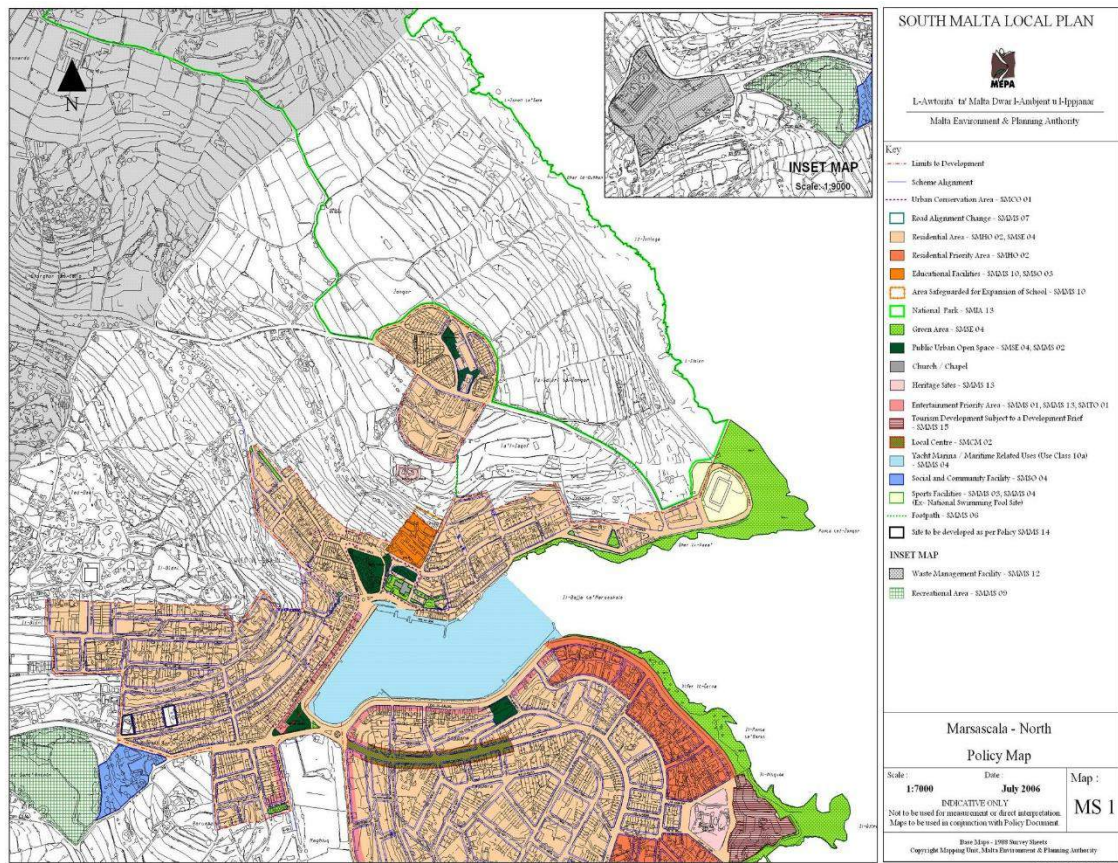 N
INSET MAP
Scale: 1:9000
SOUTH MALTA LOCAL PLAN
MEPA
L-Awtorita' ta' Malta Dwar l-Ambjent u l-Ippjanar
Malta Environment & Planning Authority
Key
Limits to Development
Scheme Alignment
Urban Conservation Area - SMCO 01
Road Alignment Change - SMMS 07
Residential Area - SMHO 02, SMSE 04
Residential Priority Area - SMHO 02
Educational Facilities - SMMS 10, SMSO 03
Area Safeguarded for Expansion of School - SMMS 10
National Park - SMIA 13
Green Area - SMSE 04
Public Urban Open Space - SMSE 04, SMMS 02
Church / Chapel
Heritage Sites - SMMS 13
Entertainment Priority Area - SMMS 01, SMMS 13, SMTO 01
Tourism Development Subject to a Development Brief
- SMMS 15
Local Centre - SMCM 02
Yacht Marina / Maritime Related Uses (Use Class 10a)
- SMMS 04
Social and Community Facility - SMSO 04
Sports Facilities - SMMS 03, SMMS 04
(Ex- National Swimming Pool Site)
Footpath - SMMS 06
Site to be developed as per Policy SMMS 14
INSET MAP
Waste Management Facility - SMMS 12
Recreational Area - SMMS 09
Marsascala - North
Policy Map
Scale :
1:7000
Date :
July 2006
Map :
MS 1
INDICATIVE ONLY
Not to be used for measurement or direct interpretation.
Maps to be used in conjunction with Policy Document.
Base Maps - 1988 Survey Sheets
Copyright Mapping Unit, Malta Environment & Planning Authority